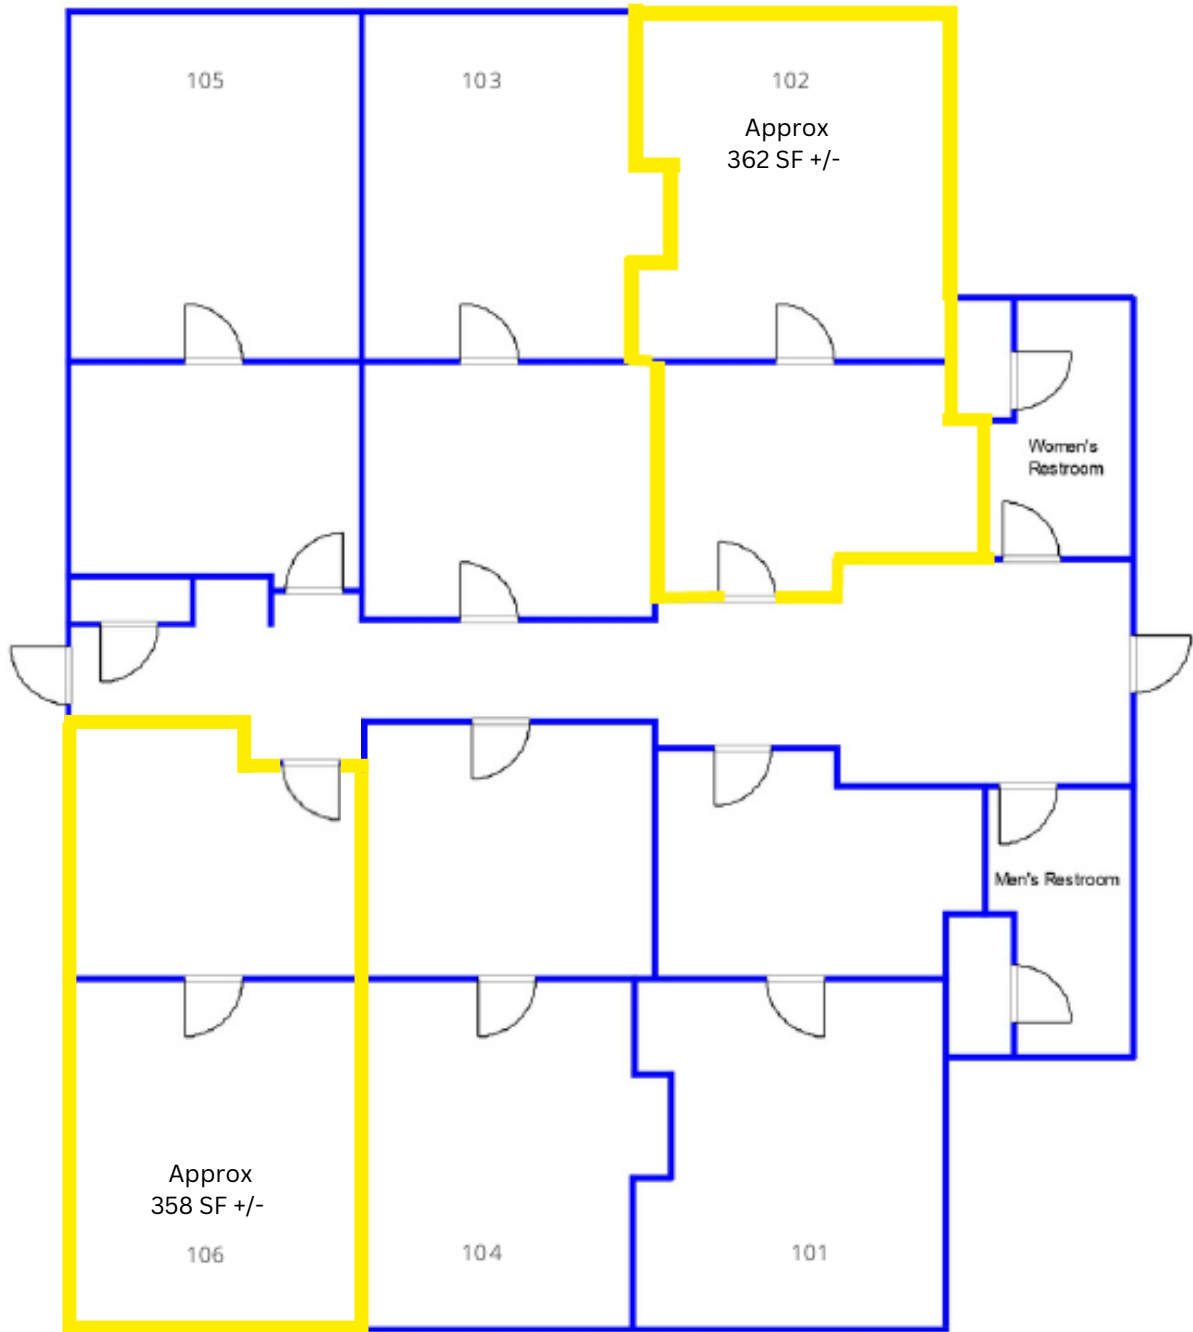 105
103
102
Approx
362 SF +/-
Women's
Restroom
Men's Restroom
Approx
358 SF +/-
106
104
101